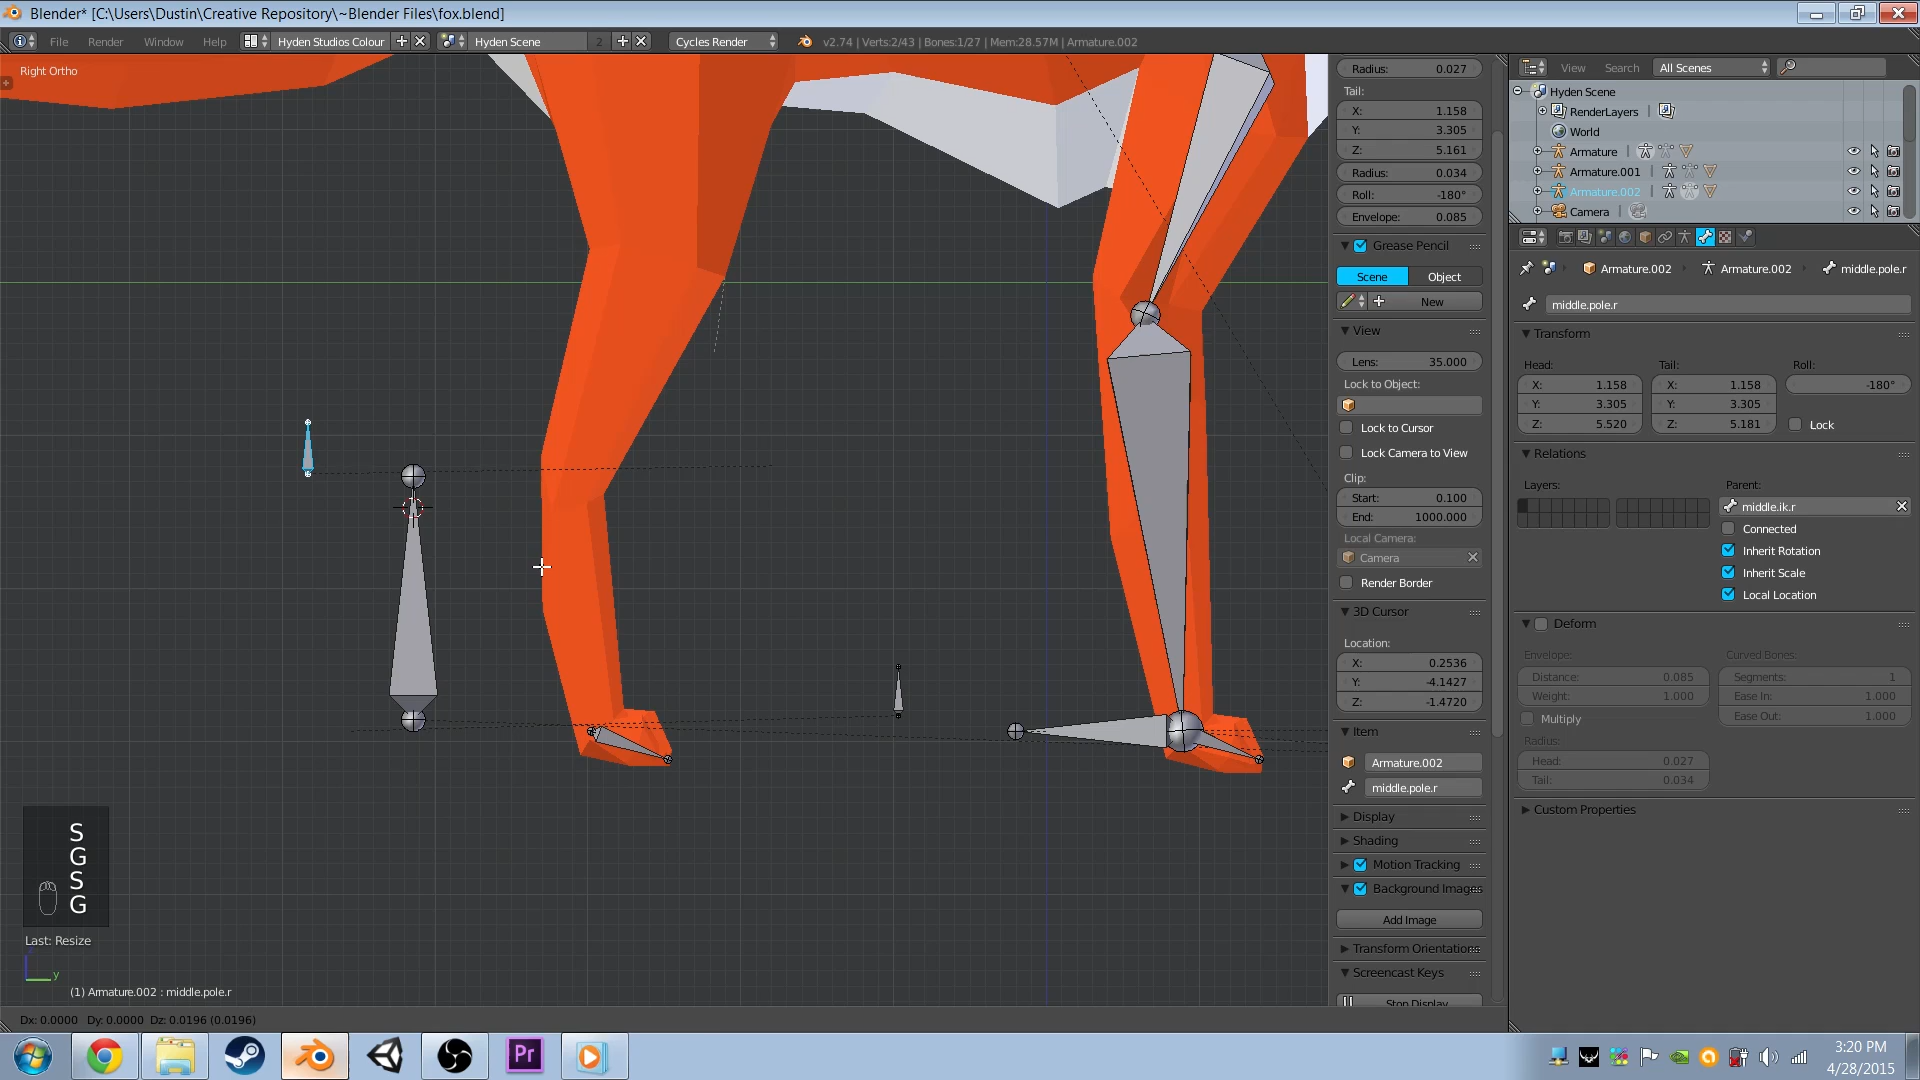 Blender* [C:\Users\Dustin\Creative Repository\~Blender Files\fox.blend]
File Render Window Help Hyden Studios Colour Hyden Scene 2 Cycles Render v2.74 | Verts:2/43 | Bones:1/27 | Mem:28.57M | Armature.002
Right Ortho
S
G
S
G
Last: Resize
y
(1) Armature.002 : middle.pole.r
Dx: 0.0000 Dy: 0.0000 Dz: 0.0196 (0.0196)
Radius: 0.027
Tail:
X: 1.158
Y: 3.305
Z: 5.161
Radius: 0.034
Roll: -180°
Envelope: 0.085
Grease Pencil
Scene Object
New
View
Lens: 35.000
Lock to Object:
Lock to Cursor
Lock Camera to View
Clip:
Start: 0.100
End: 1000.000
Local Camera:
Camera
Render Border
3D Cursor
Location:
X: 0.2536
Y: -4.1427
Z: -1.4720
Item
Armature.002
middle.pole.r
Display
Shading
Motion Tracking
Background Images
Add Image
Transform Orientations
Screencast Keys
Stop Display
View Search All Scenes
Hyden Scene
RenderLayers
World
Armature
Armature.001
Armature.002
Camera
Armature.002 Armature.002 middle.pole.r
middle.pole.r
Transform
Head: Tail: Roll:
X: 1.158 X: 1.158 -180°
Y: 3.305 Y: 3.305
Z: 5.520 Z: 5.181 Lock
Relations
Layers: Parent:
middle.ik.r
Connected
Inherit Rotation
Inherit Scale
Local Location
Deform
Envelope: Curved Bones:
Distance: 0.085 Segments: 1
Weight: 1.000 Ease In: 1.000
Multiply Ease Out: 1.000
Radius:
Head: 0.027
Tail: 0.034
Custom Properties
Pr
3:20 PM
4/28/2015